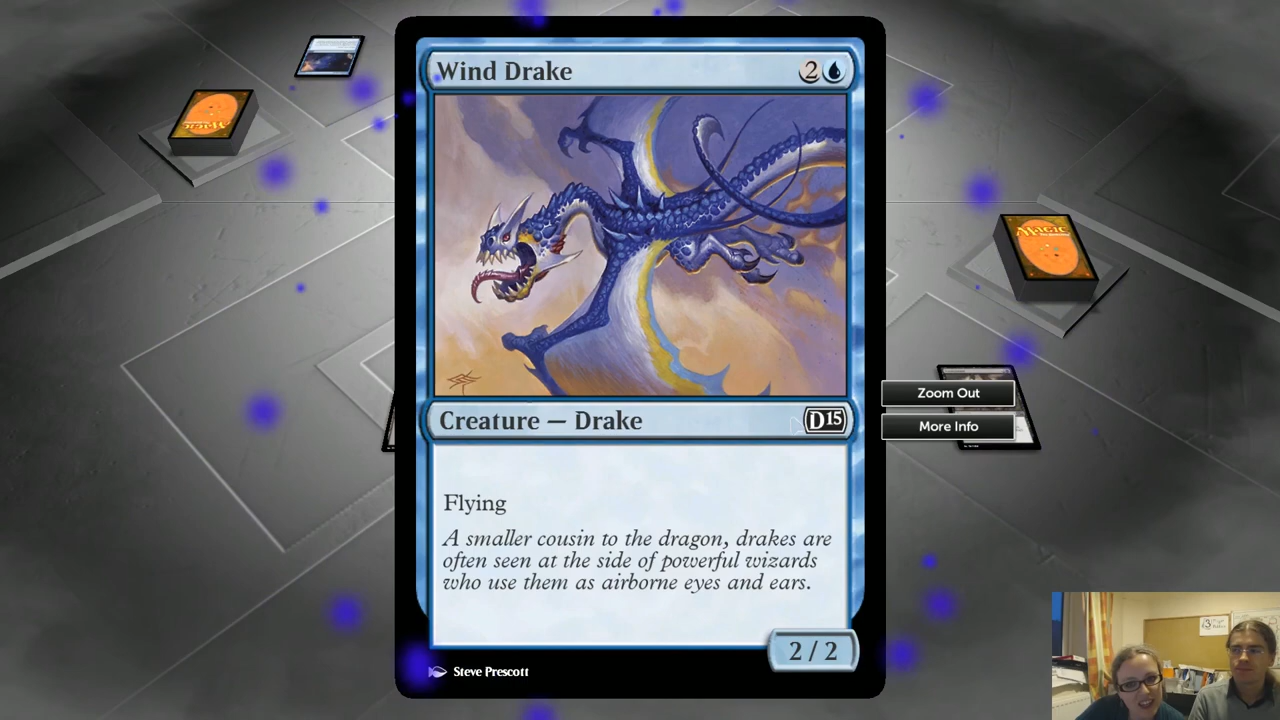 Wind Drake
2
Creature — Drake
D15
Flying
A smaller cousin to the dragon, drakes are
often seen at the side of powerful wizards
who use them as airborne eyes and ears.
2 / 2
Steve Prescott
Zoom Out
More Info
MAGIC
MAGIC